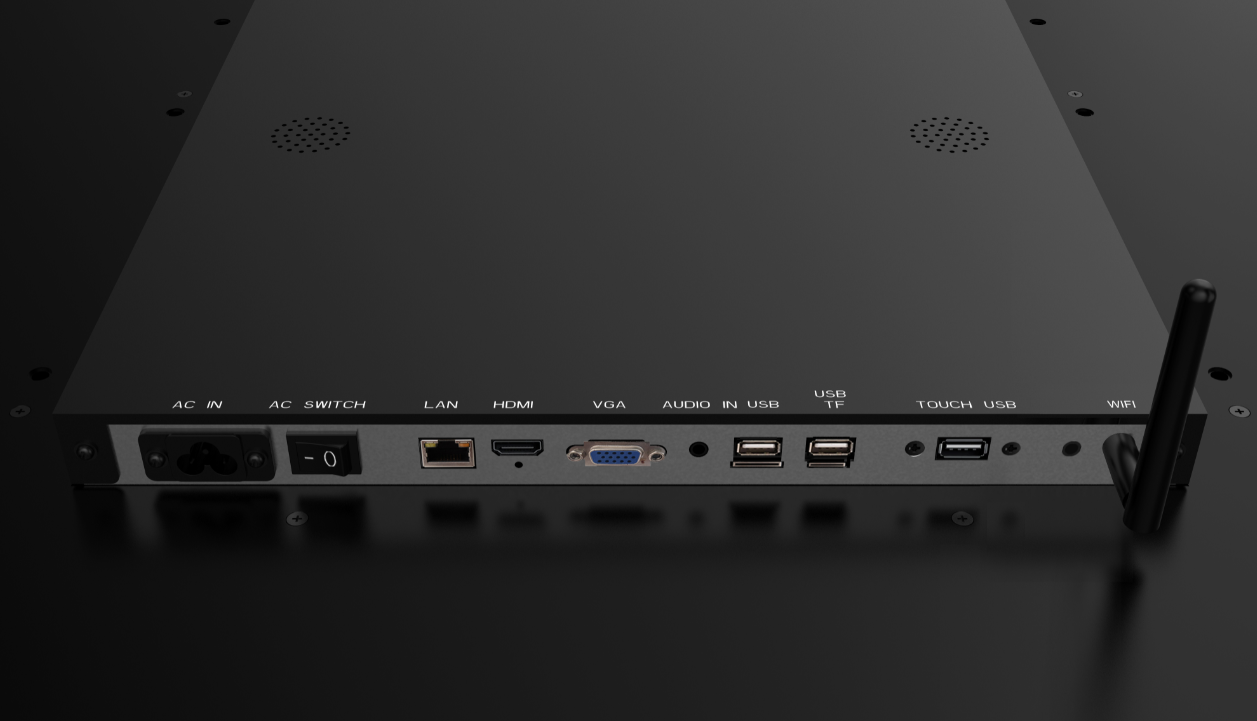 AC IN
AC SWITCH
LAN
HDMI
VGA
AUDIO IN
USB
USB
TF
TOUCH USB
WIFI